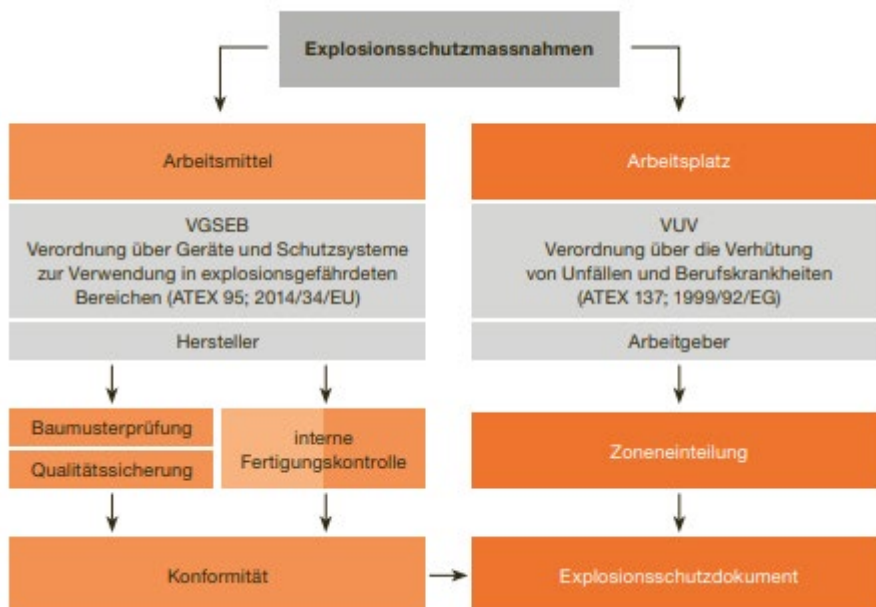 Explosionsschutzmassnahmen
Arbeitsmittel
VGSEB
Verordnung über Geräte und Schutzsysteme
zur Verwendung in explosionsgefährdeten
Bereichen (ATEX 95; 2014/34/EU)
Hersteller
Baumusterprüfung
Qualitätssicherung
interne
Fertigungskontrolle
Konformität
Arbeitsplatz
VUV
Verordnung über die Verhütung
von Unfällen und Berufskrankheiten
(ATEX 137; 1999/92/EG)
Arbeitgeber
Zoneneinteilung
Explosionsschutzdokument